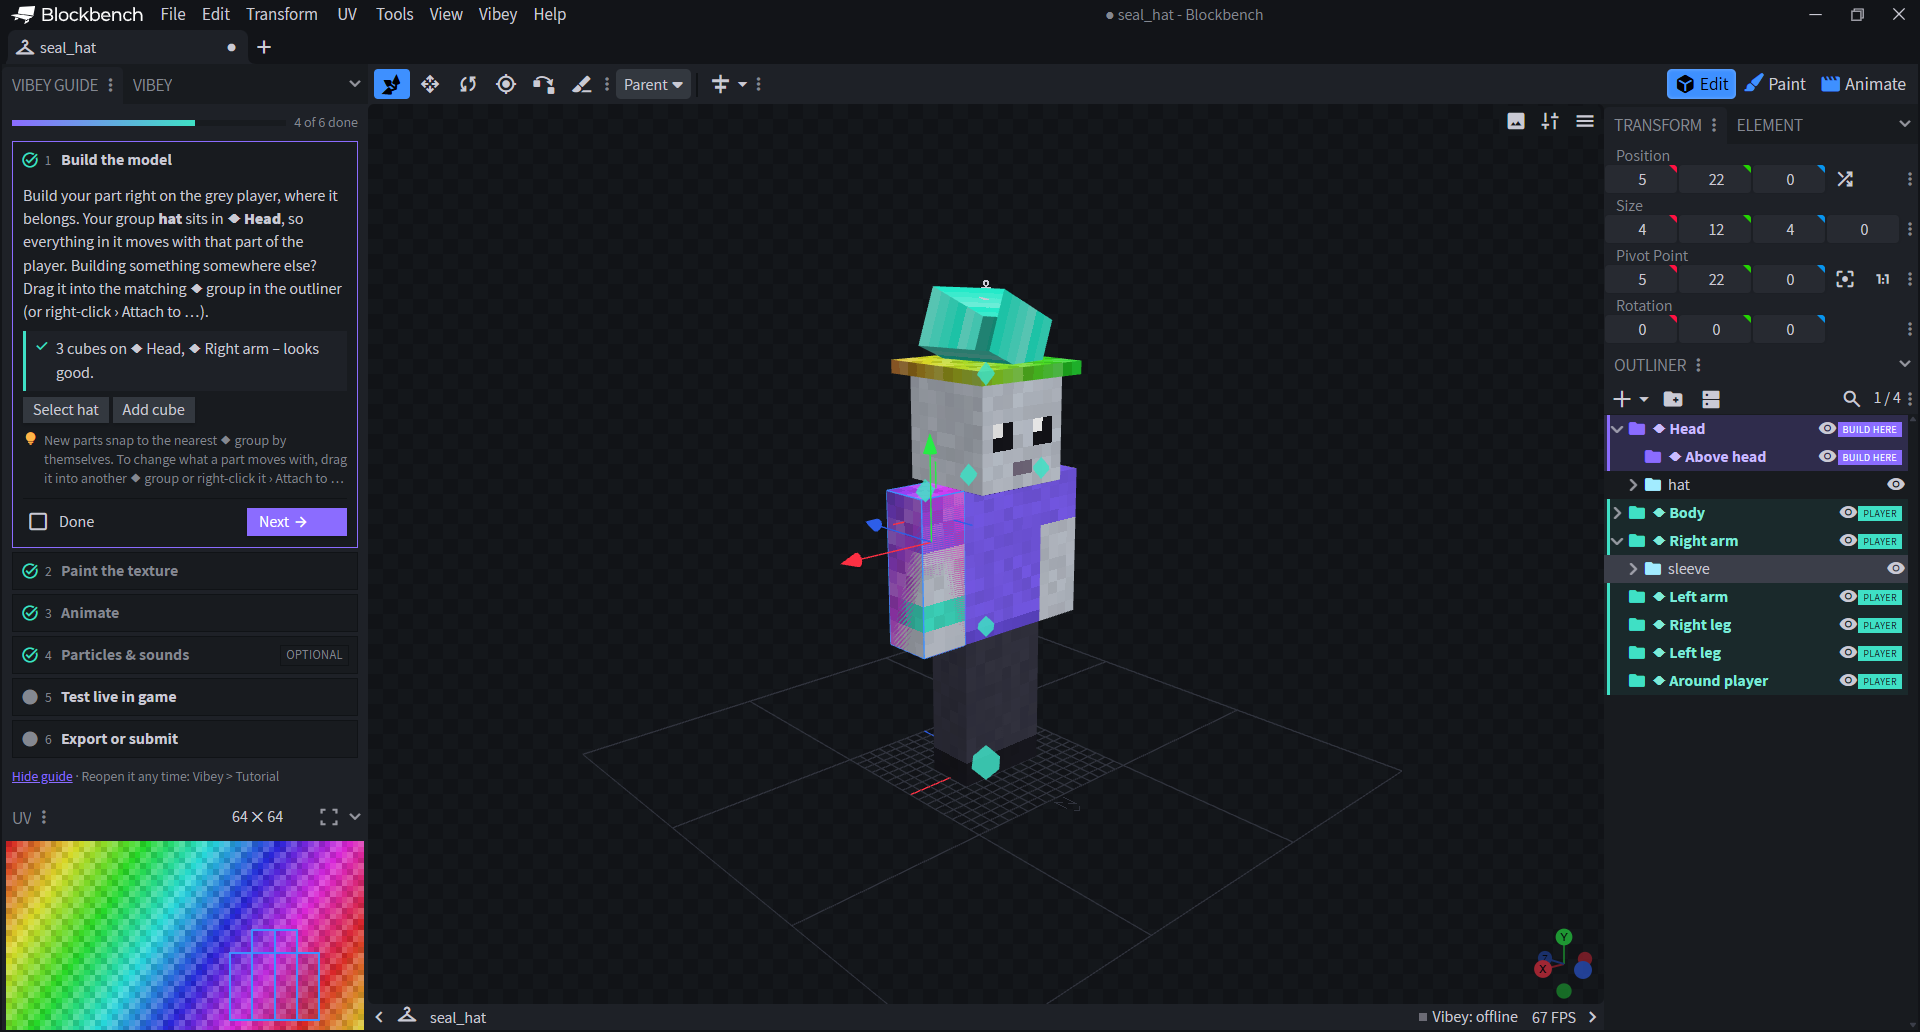 Blockbench File Edit Transform UV Tools View Vibey Help
seal_hat - Blockbench
seal_hat
VIBEY GUIDE VIBEY
Parent
Edit Paint Animate
4 of 6 done
1 Build the model
Build your part right on the grey player, where it
belongs. Your group hat sits in ◆ Head, so
everything in it moves with that part of the
player. Building something somewhere else?
Drag it into the matching ◆ group in the outliner
(or right-click › Attach to …).
3 cubes on ◆ Head, ◆ Right arm – looks
good.
Select hat Add cube
New parts snap to the nearest ◆ group by
themselves. To change what a part moves with, drag
it into another ◆ group or right-click it › Attach to …
Done Next →
2 Paint the texture
3 Animate
4 Particles & sounds OPTIONAL
5 Test live in game
6 Export or submit
Hide guide · Reopen it any time: Vibey > Tutorial
UV 64 × 64
TRANSFORM ELEMENT
Position
5 22 0
Size
4 12 4 0
Pivot Point
5 22 0 1:1
Rotation
0 0 0
OUTLINER
1 / 4
◆ Head BUILD HERE
◆ Above head BUILD HERE
hat
◆ Body PLAYER
◆ Right arm PLAYER
sleeve
◆ Left arm PLAYER
◆ Right leg PLAYER
◆ Left leg PLAYER
◆ Around player PLAYER
Y
Z
X
seal_hat
Vibey: offline 67 FPS